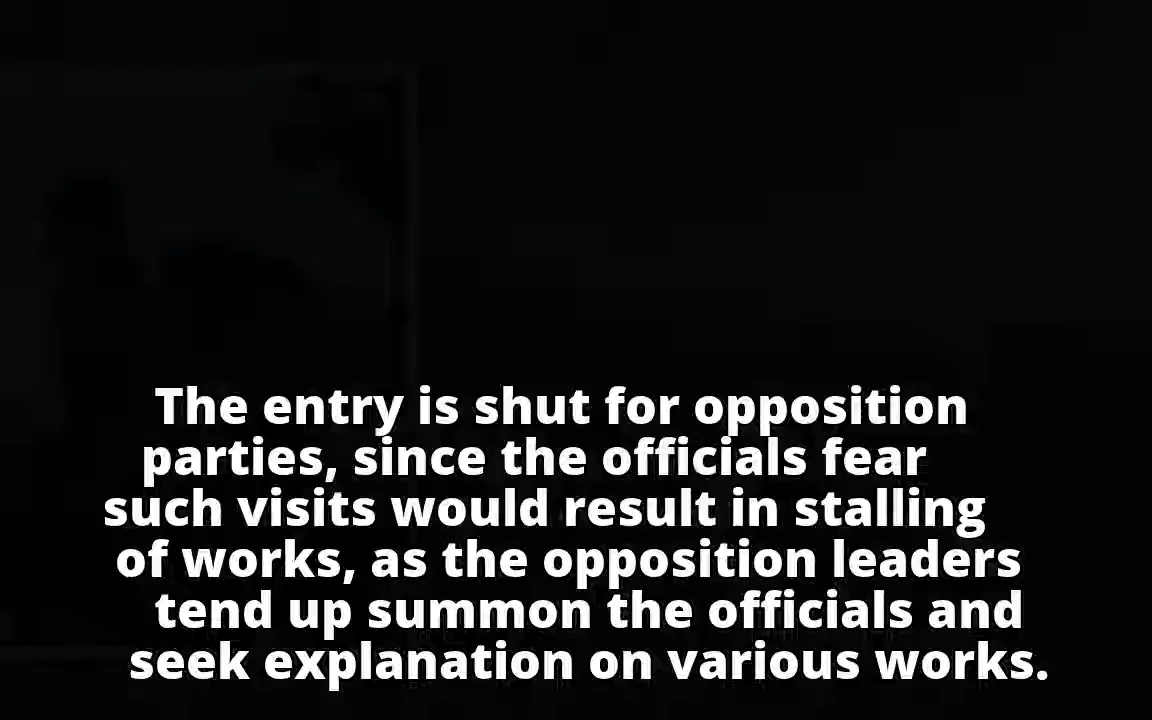 The entry is shut for opposition
parties, since the officials fear
such visits would result in stalling
of works, as the opposition leaders
tend up summon the officials and
seek explanation on various works.